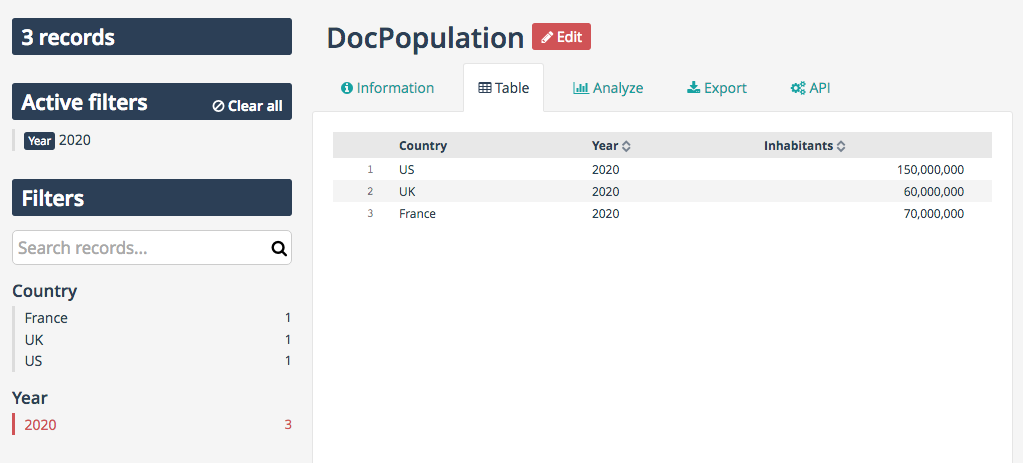 3 records
Active filters
Clear all
Year 2020
Filters
Search records...
Country
France 1
UK 1
US 1
Year
2020 3
DocPopulation
Edit
Information Table Analyze Export API
Country Year Inhabitants
1 US 2020 150,000,000
2 UK 2020 60,000,000
3 France 2020 70,000,000